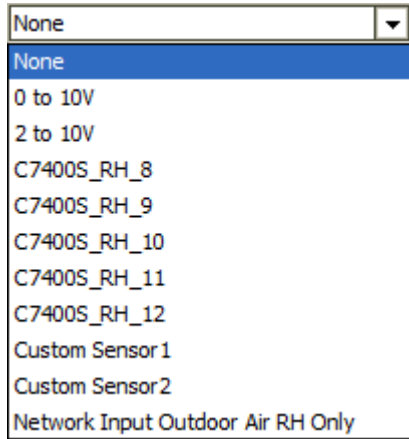 None
None
0 to 10V
2 to 10V
C7400S_RH_8
C7400S_RH_9
C7400S_RH_10
C7400S_RH_11
C7400S_RH_12
Custom Sensor1
Custom Sensor2
Network Input Outdoor Air RH Only